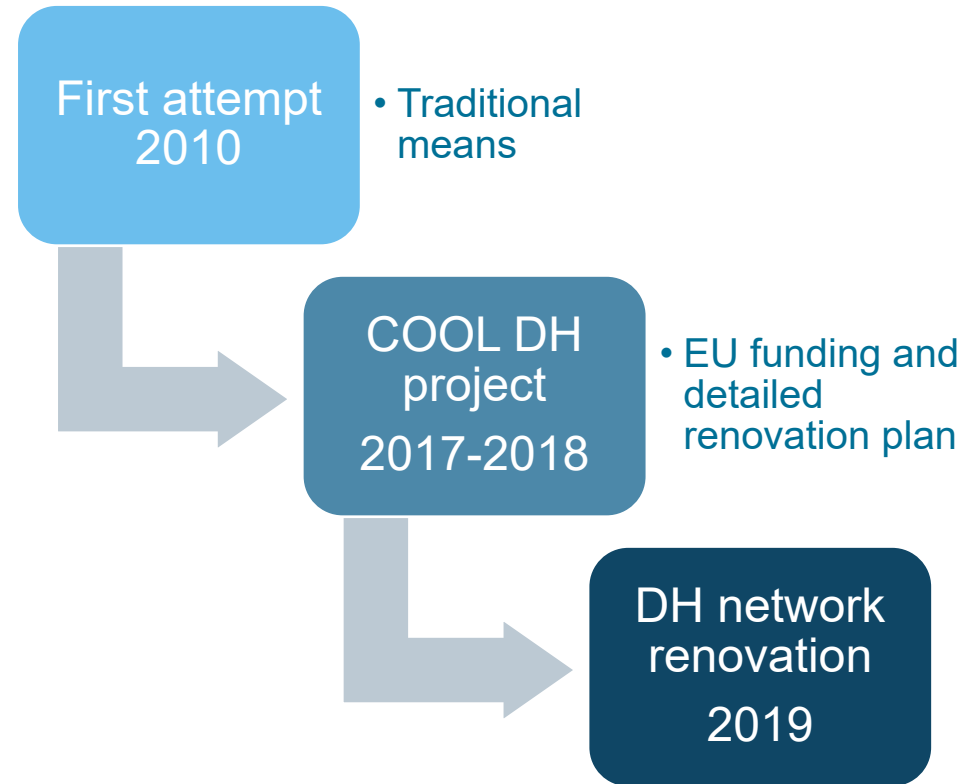 First attempt
2010
• Traditional
means
COOL DH
project
2017-2018
• EU funding and
detailed
renovation plan
DH network
renovation
2019